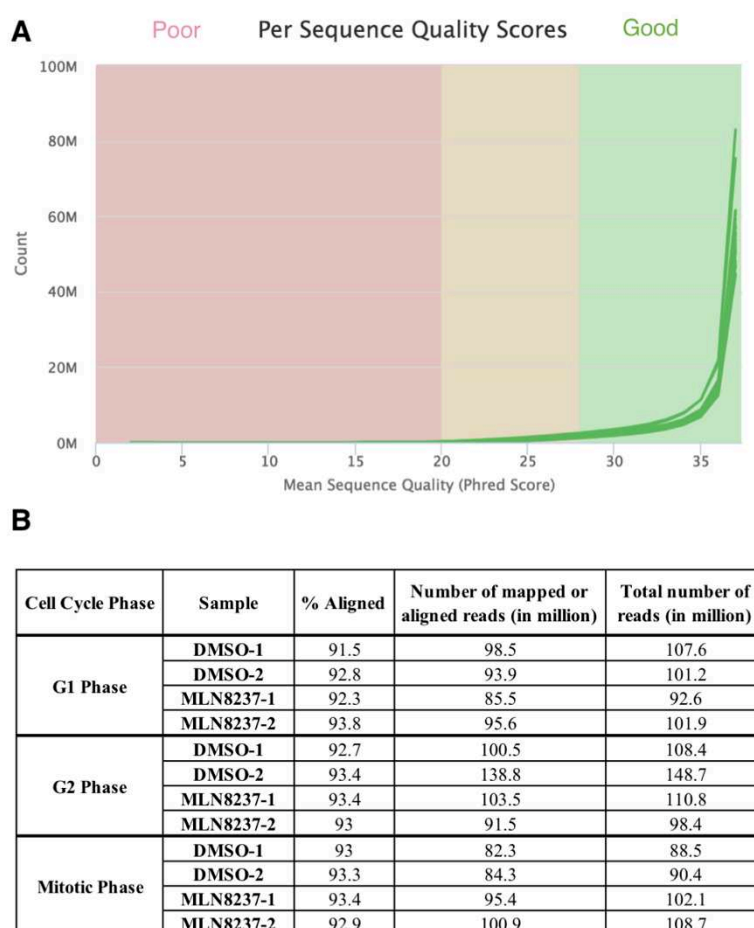 A
Poor Per Sequence Quality Scores Good
100M
80M
60M
40M
20M
0M
Count
0 5 10 15 20 25 30 35
Mean Sequence Quality (Phred Score)
B
Cell Cycle Phase Sample % Aligned Number of mapped or aligned reads (in million) Total number of reads (in million)
G1 Phase
DMSO-1 91.5 98.5 107.6
DMSO-2 92.8 93.9 101.2
MLN8237-1 92.3 85.5 92.6
MLN8237-2 93.8 95.6 101.9
G2 Phase
DMSO-1 92.7 100.5 108.4
DMSO-2 93.4 138.8 148.7
MLN8237-1 93.4 103.5 110.8
MLN8237-2 93 91.5 98.4
Mitotic Phase
DMSO-1 93 82.3 88.5
DMSO-2 93.3 84.3 90.4
MLN8237-1 93.4 95.4 102.1
MLN8237-2 92.9 100.9 108.7